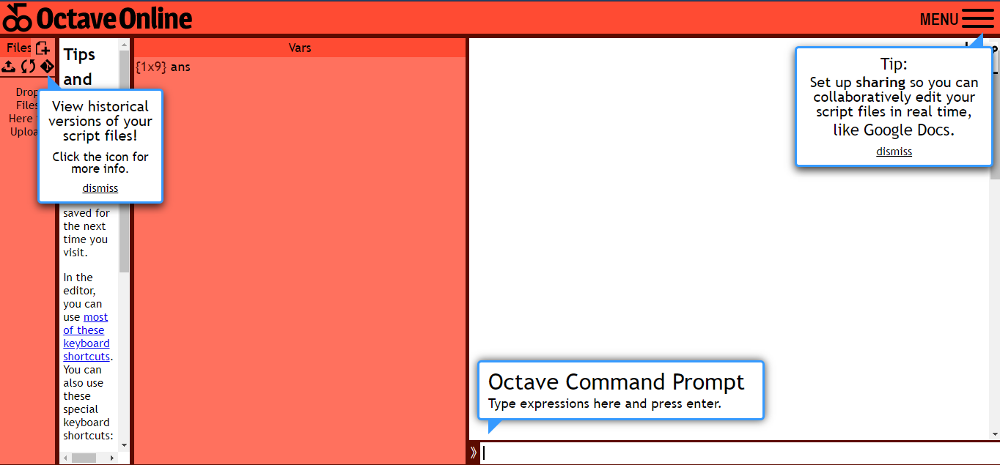 Octave Online
MENU
Files
Drop
Files
Here
Uploa
View historical
versions of your
script files!
Click the icon for
more info.
dismiss
Tips
and
saved for
the next
time you
visit.
In the
editor,
you can
use most
of these
keyboard
shortcuts.
You can
also use
these
special
keyboard
shortcuts:
Vars
{1x9} ans
Tip:
Set up sharing so you can
collaboratively edit your
script files in real time,
like Google Docs.
dismiss
Octave Command Prompt
Type expressions here and press enter.